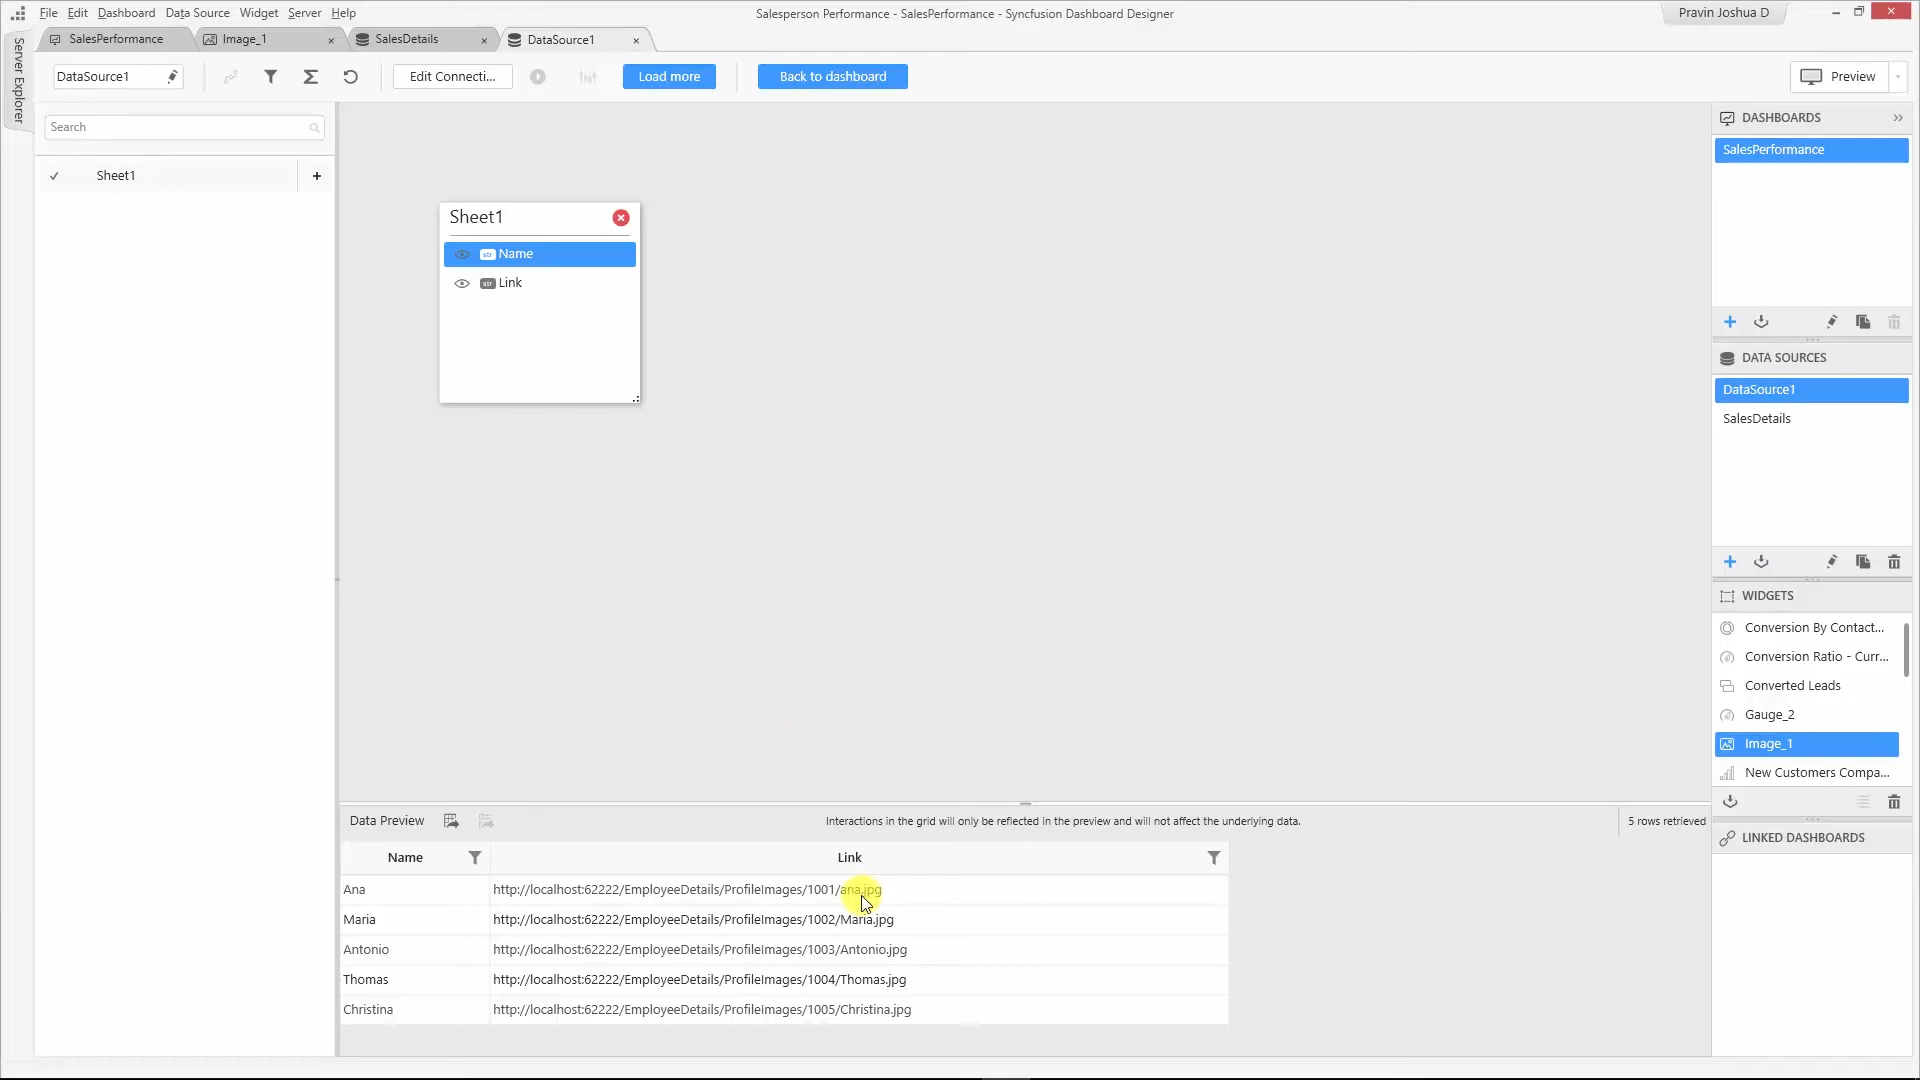 File Edit Dashboard Data Source Widget Server Help
Salesperson Performance - SalesPerformance - Syncfusion Dashboard Designer
Pravin Joshua D
SalesPerformance
Image_1
SalesDetails
DataSource1
Server Explorer
DataSource1
Edit Connecti...
Load more
Back to dashboard
Preview
Search
Sheet1
Sheet1
str Name
str Link
DASHBOARDS
SalesPerformance
DATA SOURCES
DataSource1
SalesDetails
WIDGETS
Conversion By Contact...
Conversion Ratio - Curr...
Converted Leads
Gauge_2
Image_1
New Customers Compa...
LINKED DASHBOARDS
Data Preview
Interactions in the grid will only be reflected in the preview and will not affect the underlying data.
5 rows retrieved
Name Link
Ana http://localhost:62222/EmployeeDetails/ProfileImages/1001/ana.jpg
Maria http://localhost:62222/EmployeeDetails/ProfileImages/1002/Maria.jpg
Antonio http://localhost:62222/EmployeeDetails/ProfileImages/1003/Antonio.jpg
Thomas http://localhost:62222/EmployeeDetails/ProfileImages/1004/Thomas.jpg
Christina http://localhost:62222/EmployeeDetails/ProfileImages/1005/Christina.jpg